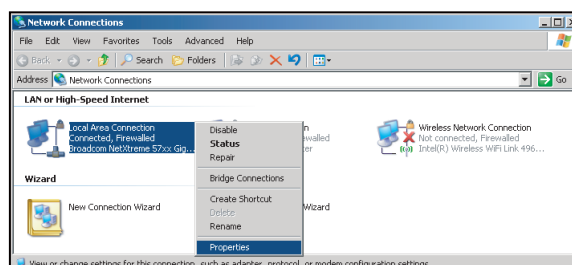 Network Connections
File Edit View Favorites Tools Advanced Help
Back Search Folders
Address Network Connections Go
LAN or High-Speed Internet
Local Area Connection
Connected, Firewalled
Broadcom NetXtreme 57xx Gig...
Disable
Status
Repair
Bridge Connections
Create Shortcut
Delete
Rename
Properties
Wireless Network Connection
Not connected, Firewalled
Intel(R) Wireless WiFi Link 496...
Wizard
New Connection Wizard
Wizard
View or change settings for this connection, such as adapter, protocol, or modem configuration settings.